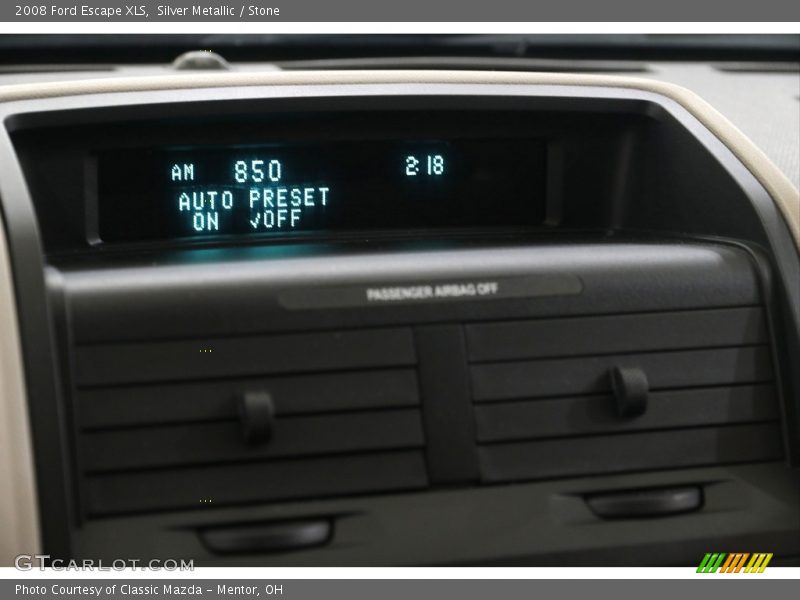 2008 Ford Escape XLS,  Silver Metallic / Stone
AM 850 2:18
AUTO PRESET
ON ✓OFF
PASSENGER AIRBAG OFF
GTCARLOT.COM
Photo Courtesy of Classic Mazda - Mentor, OH